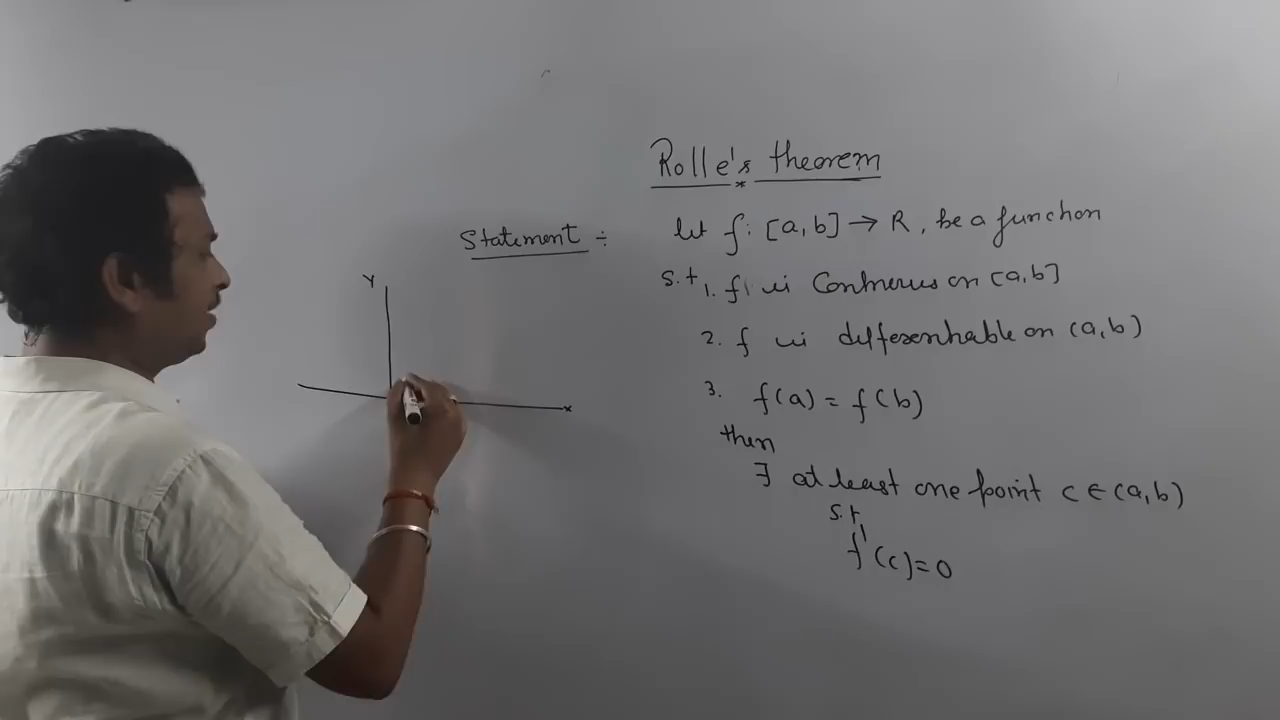 Rolle's theorem
Statement ÷ let f: [a,b] → R, be a function
s.t 1. f is Continuous on [a,b]
2. f is differentiable on (a,b)
3. f(a) = f(b)
then
∃ at least one point c ∈ (a,b)
s.t
f'(c) = 0
Y
x